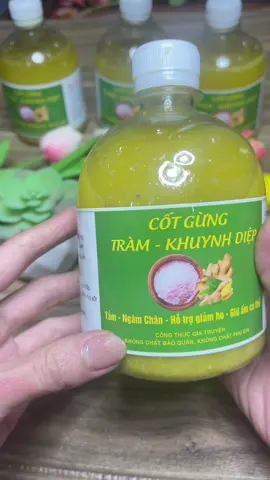 CỐT GỪNG
TRÀM - KHUYNH DIỆP
Tắm - Ngâm Chân - Hỗ trợ giảm ho - Giữ ấm cơ thể
CÔNG THỨC GIA TRUYỀN
KHÔNG CHẤT BẢO QUẢN, KHÔNG CHẤT PHỤ GIA